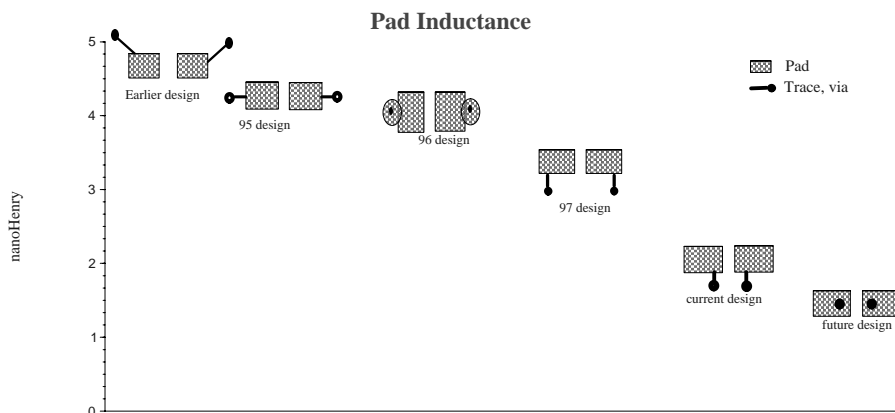 Pad Inductance
5
Pad
Trace, via
Earlier design
4
95 design
96 design
nanoHenry
3
97 design
2
current design
future design
1
0